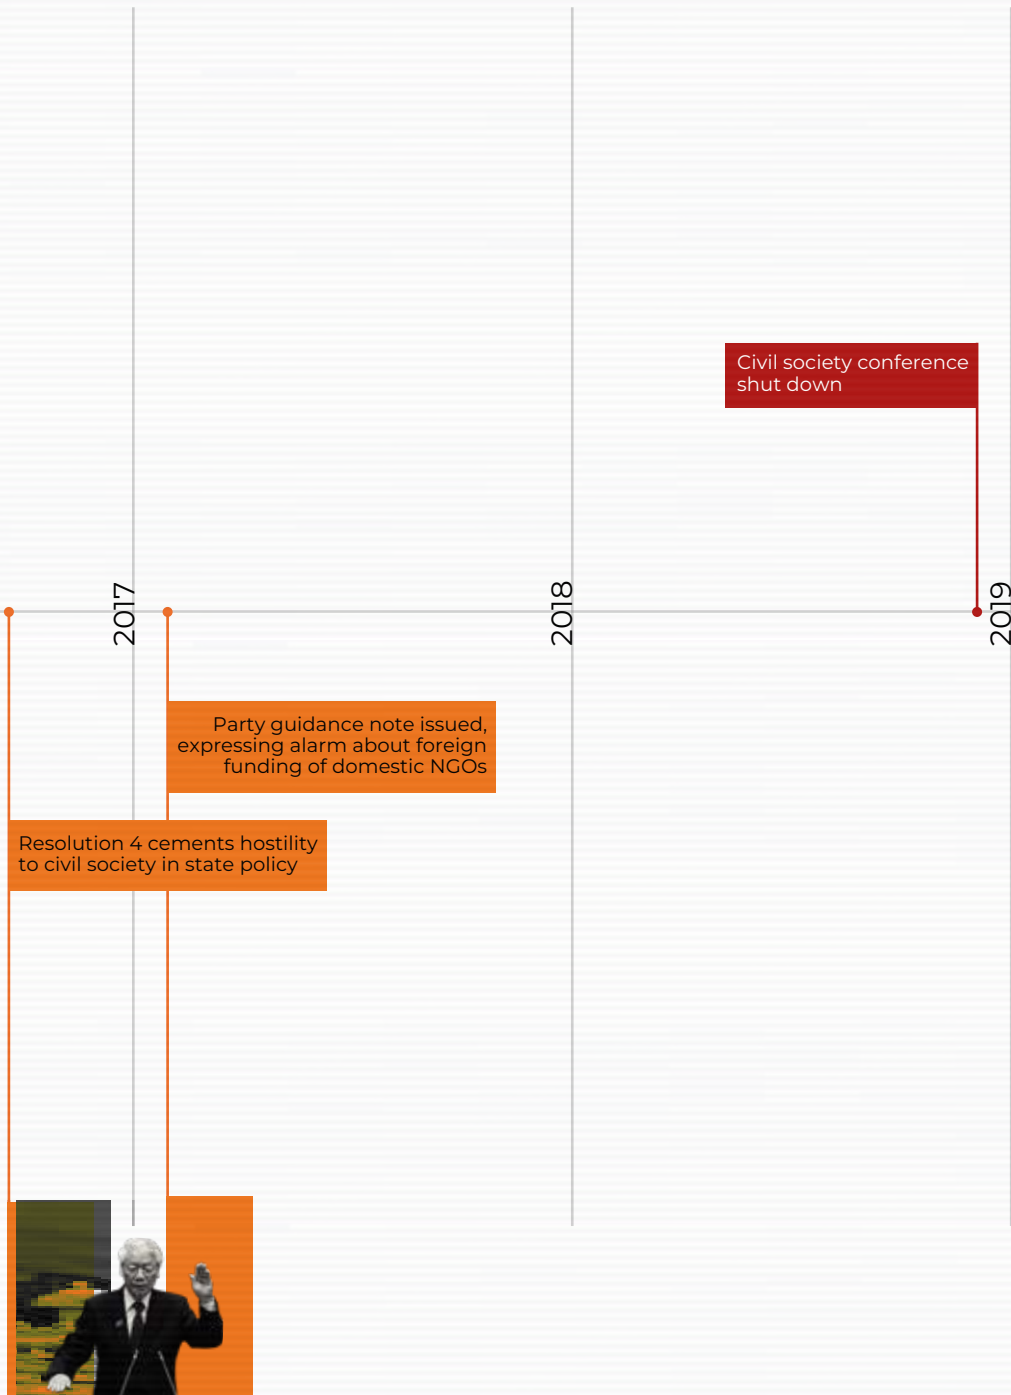 Civil society conference
shut down
2017
2018
2019
Party guidance note issued,
expressing alarm about foreign
funding of domestic NGOs
Resolution 4 cements hostility
to civil society in state policy